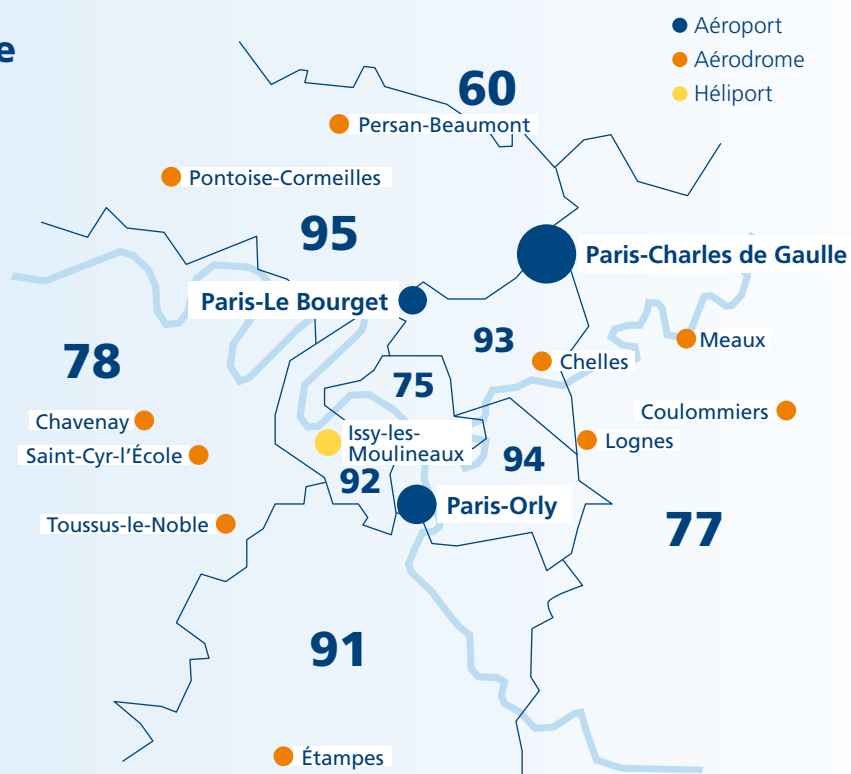 e
Aéroport
Aérodrome
Héliport
60
Persan-Beaumont
Pontoise-Cormeilles
95
Paris-Charles de Gaulle
Paris-Le Bourget
93
Meaux
78
Chelles
75
Coulommiers
Chavenay
Issy-les-
Moulineaux
Lognes
Saint-Cyr-l’École
94
92
Paris-Orly
Toussus-le-Noble
77
91
Étampes